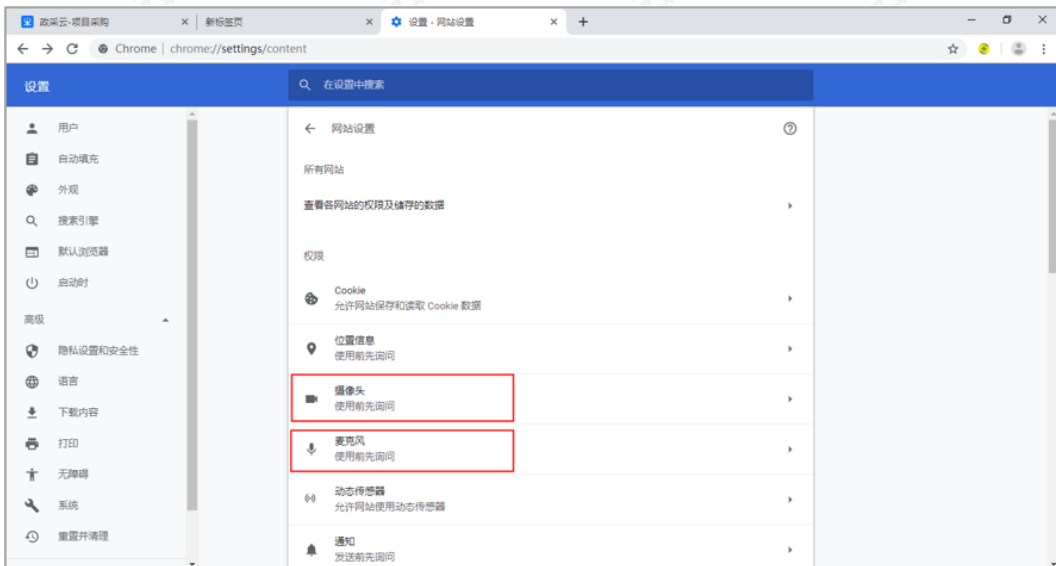 政采云-项目采购
新标签页
设置 - 网站设置
Chrome | chrome://settings/content
设置
在设置中搜索
用户
自动填充
外观
搜索引擎
默认浏览器
启动时
高级
隐私设置和安全性
语言
下载内容
打印
无障碍
系统
重置并清理
网站设置
所有网站
查看各网站的权限及储存的数据
权限
Cookie
允许网站保存和读取 Cookie 数据
位置信息
使用前先询问
摄像头
使用前先询问
麦克风
使用前先询问
动态传感器
允许网站使用动态传感器
通知
发送前先询问